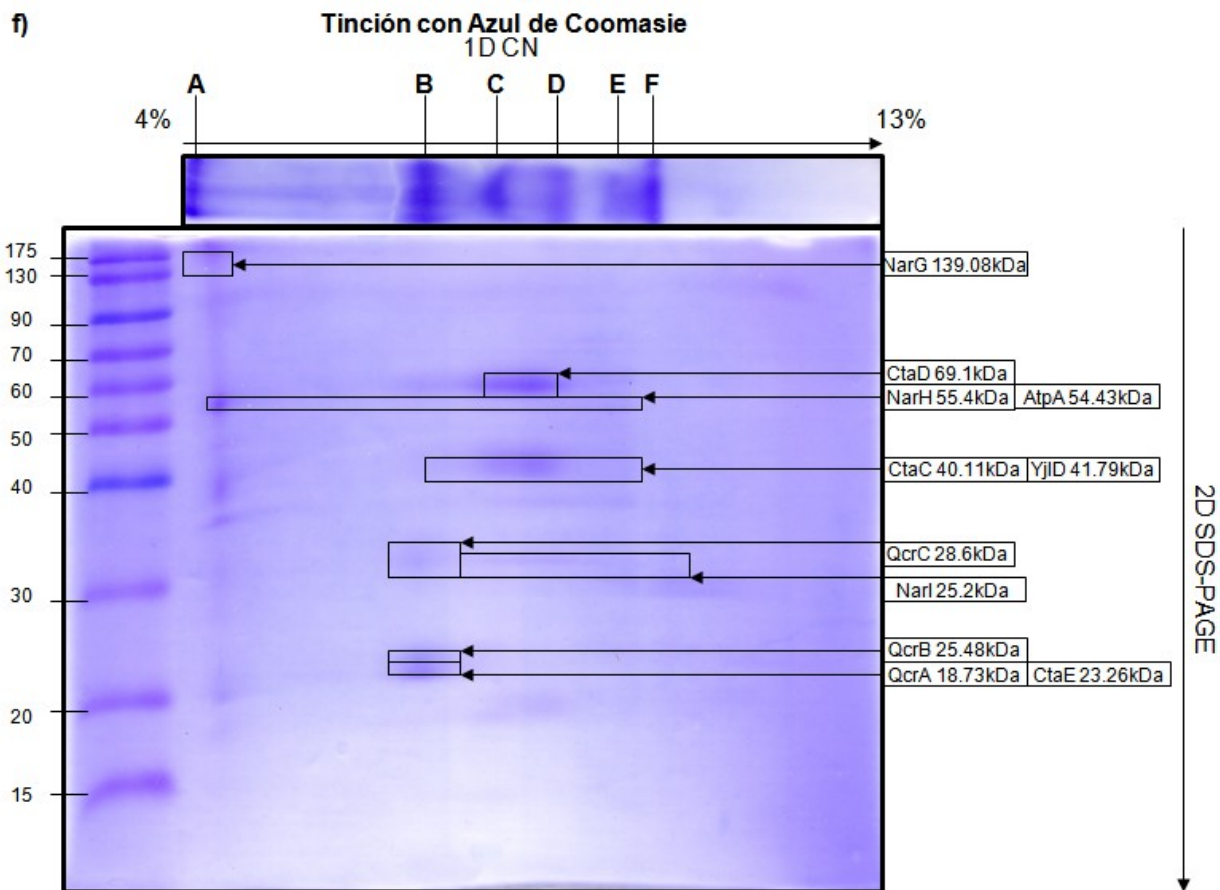 f)
Tinción con Azul de Coomasie
1D CN
A B C D E F
4% 13%
175
130
90
70
60
50
40
30
20
15
NarG 139.08kDa
CtaD 69.1kDa
NarH 55.4kDa AtpA 54.43kDa
CtaC 40.11kDa YjlD 41.79kDa
QcrC 28.6kDa
NarI 25.2kDa
QcrB 25.48kDa
QcrA 18.73kDa CtaE 23.26kDa
2D SDS-PAGE